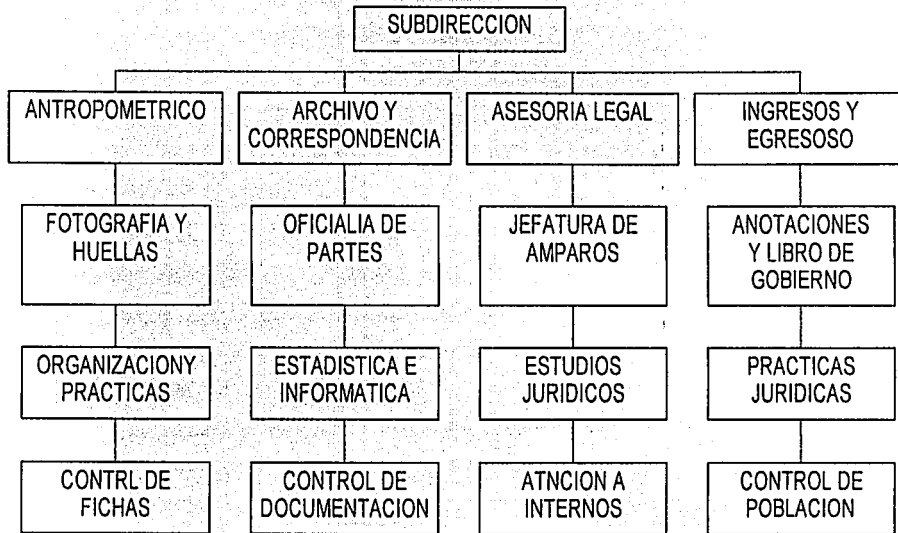 SUBDIRECCION
ANTROPOMETRICO
ARCHIVO Y
CORRESPONDENCIA
ASESORIA LEGAL
INGRESOS Y
EGRESOSO
FOTOGRAFIA Y
HUELLAS
OFICIALIA DE
PARTES
JEFATURA DE
AMPAROS
ANOTACIONES
Y LIBRO DE
GOBIERNO
ORGANIZACIONY
PRACTICAS
ESTADISTICA E
INFORMATICA
ESTUDIOS
JURIDICOS
PRACTICAS
JURIDICAS
CONTRL DE
FICHAS
CONTROL DE
DOCUMENTACION
ATNCION A
INTERNOS
CONTROL DE
POBLACION